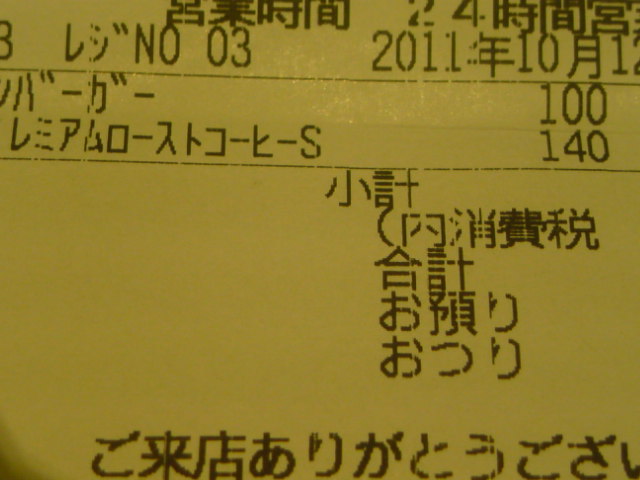 営業時間 24時間営
3 レジNO 03 2011年10月12
ンバーガー 100
レミアムローストコーヒーS 140
小計
(内消費税
合計
お預り
おつり
ご来店ありがとうござい